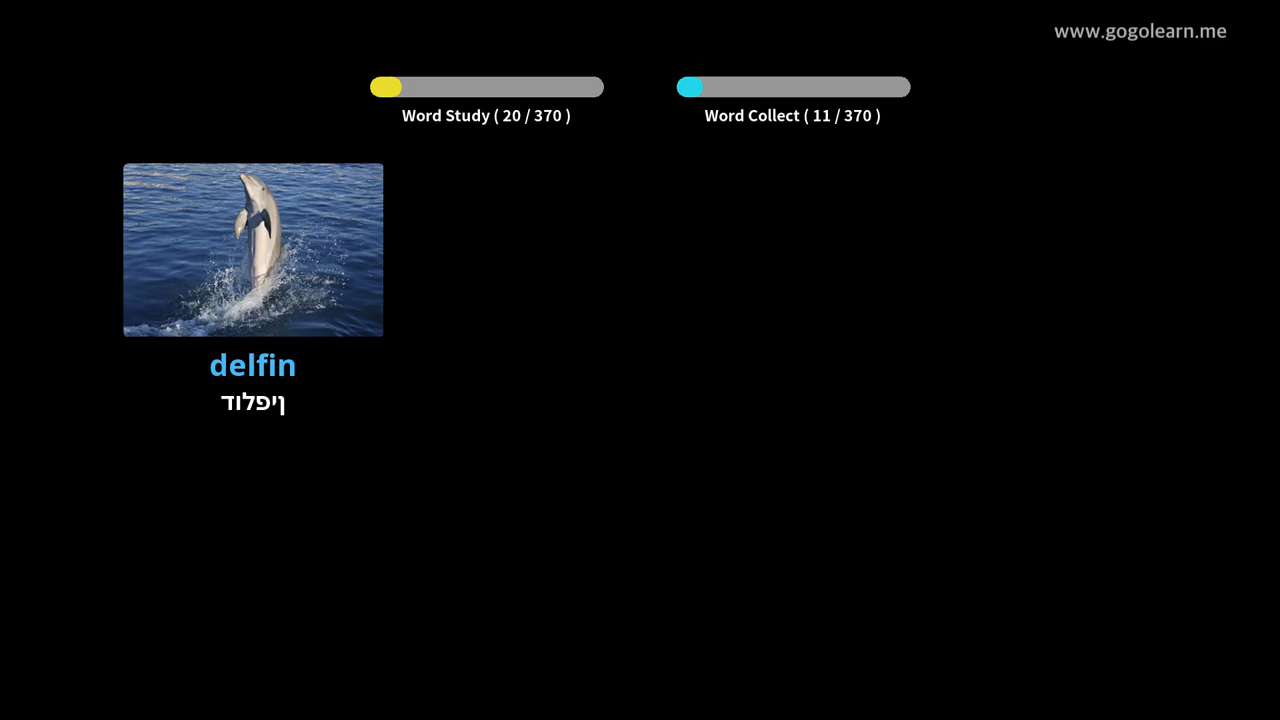 www.gogolearn.me
Word Study ( 20 / 370 )
Word Collect ( 11 / 370 )
delfin
ןיפלוד